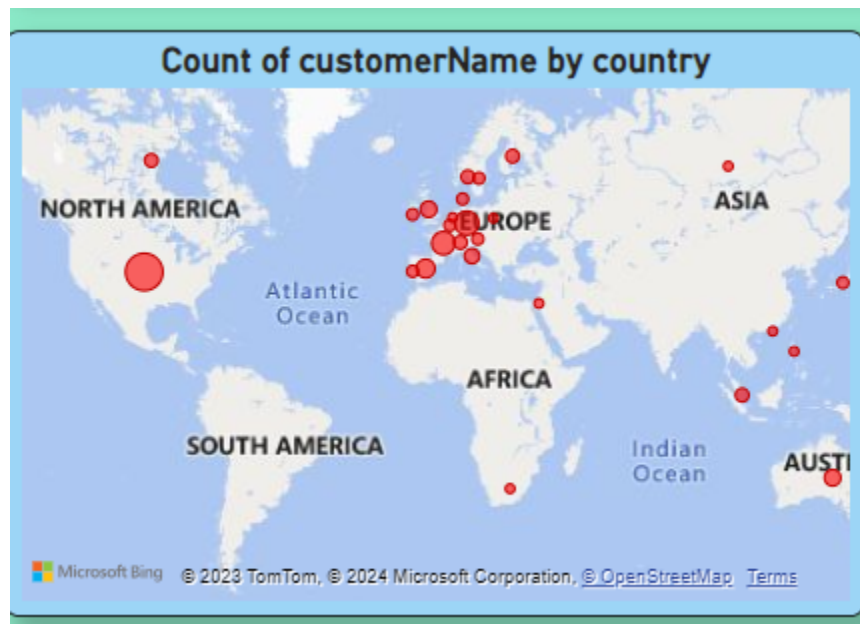 Count of customerName by country
NORTH AMERICA
EUROPE
ASIA
Atlantic
Ocean
AFRICA
SOUTH AMERICA
Indian
Ocean
AUSTI
Microsoft Bing
© 2023 TomTom, © 2024 Microsoft Corporation, © OpenStreetMap Terms